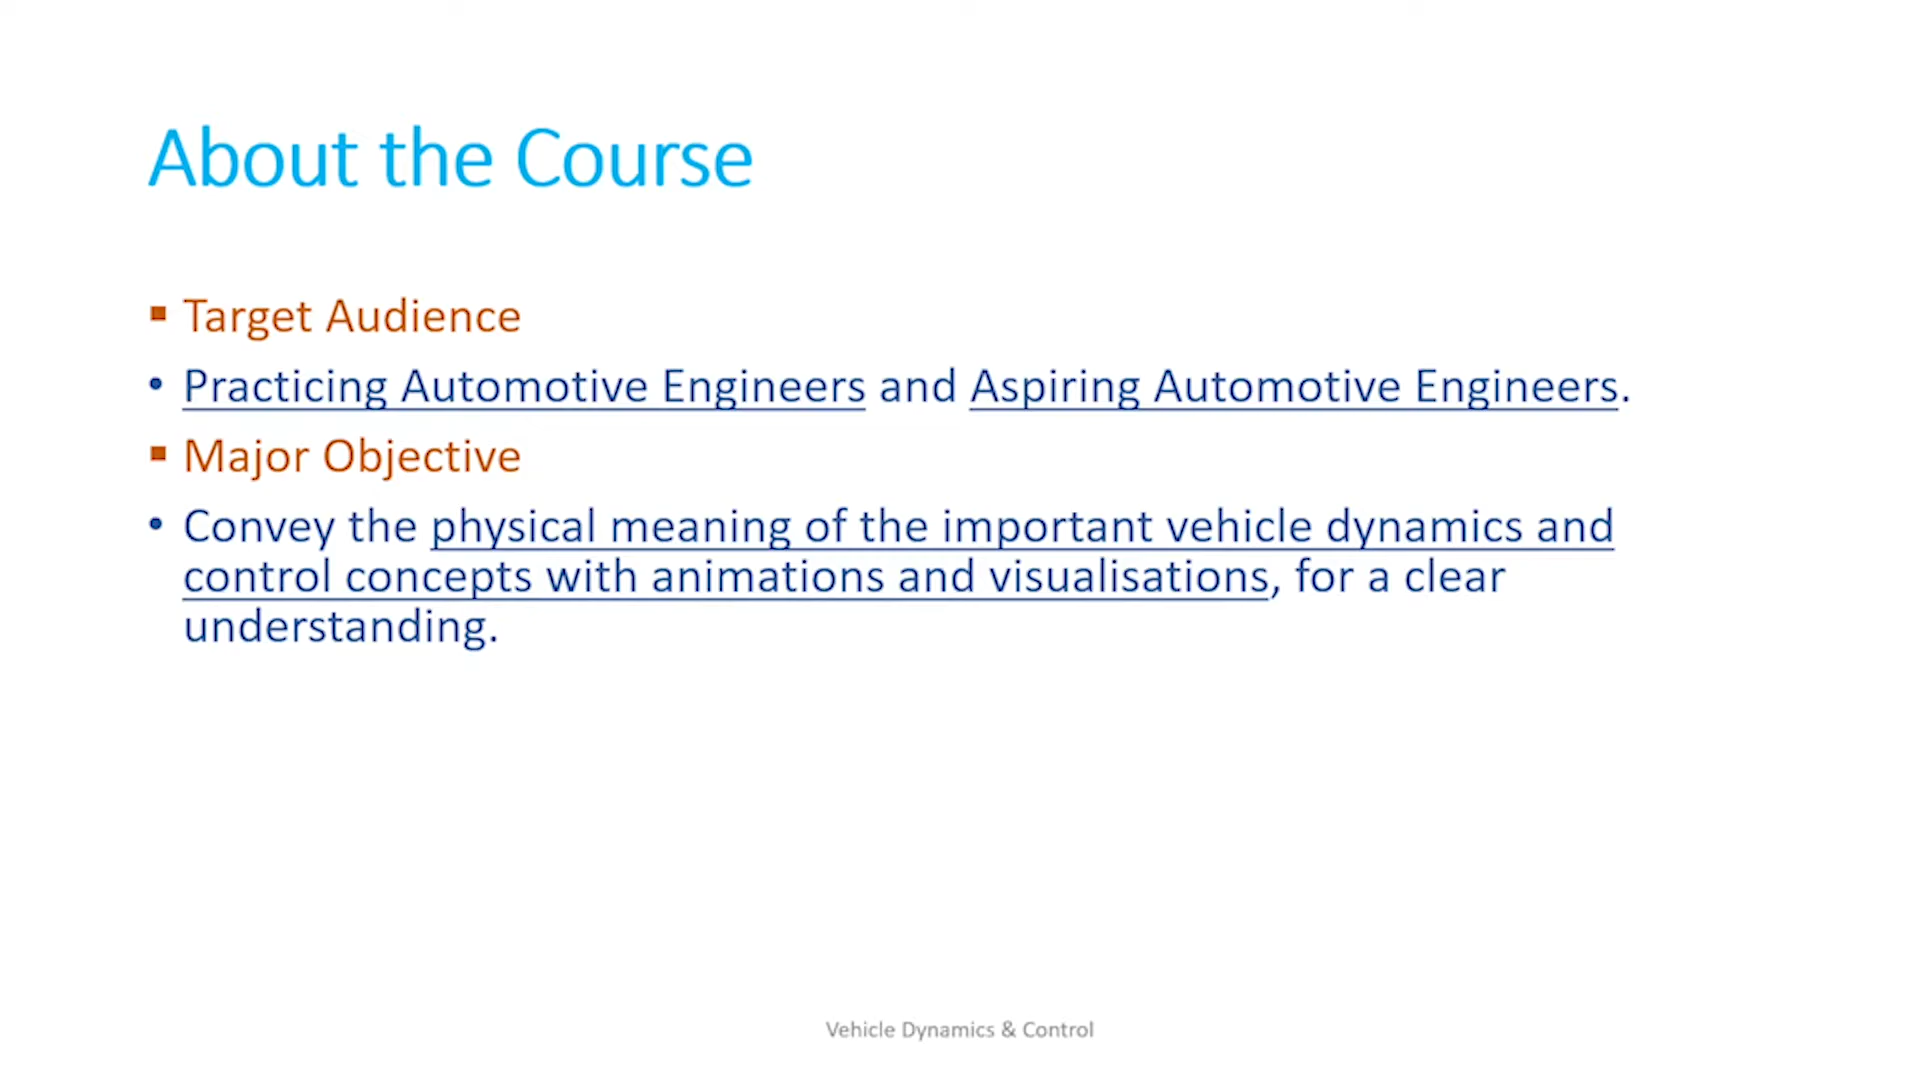 About the Course
Target Audience
Practicing Automotive Engineers and Aspiring Automotive Engineers.
Major Objective
Convey the physical meaning of the important vehicle dynamics and
control concepts with animations and visualisations, for a clear
understanding.
Vehicle Dynamics & Control